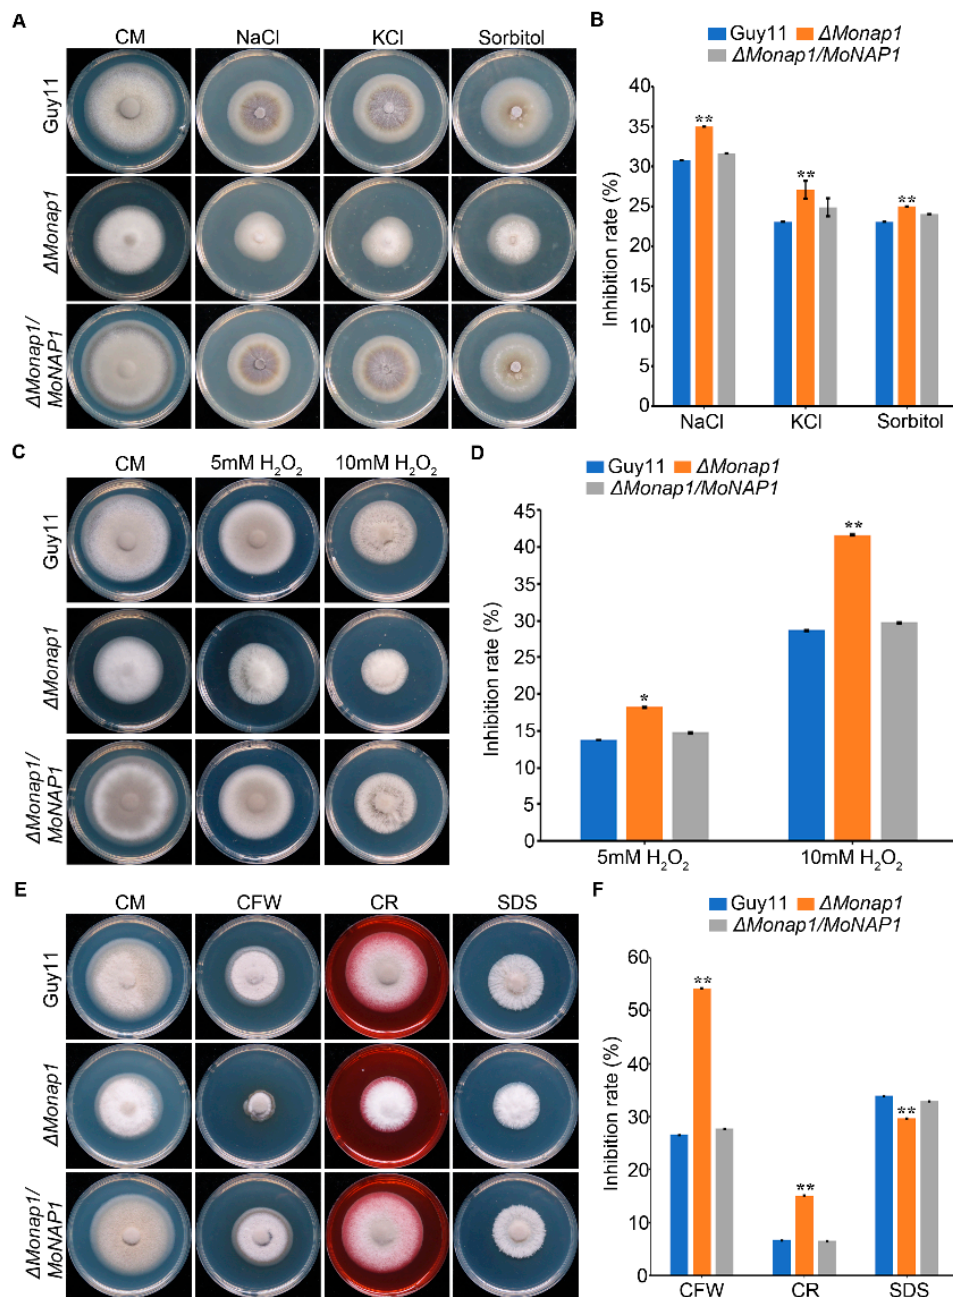 A
CM NaCl KCl Sorbitol
Guy11
ΔMonap1
ΔMonap1/
MoNAP1
B
Guy11 ΔMonap1
ΔMonap1/MoNAP1
Inhibition rate (%)
40
35
30
25
20
15
10
5
0
** ** **
NaCl KCl Sorbitol
C
CM 5mM H₂O₂ 10mM H₂O₂
Guy11
ΔMonap1
ΔMonap1/
MoNAP1
D
Guy11 ΔMonap1
ΔMonap1/MoNAP1
Inhibition rate (%)
45
40
35
30
25
20
15
10
5
0
* **
5mM H₂O₂ 10mM H₂O₂
E
CM CFW CR SDS
Guy11
ΔMonap1
ΔMonap1/
MoNAP1
F
Guy11 ΔMonap1
ΔMonap1/MoNAP1
Inhibition rate (%)
60
50
40
30
20
10
0
** ** **
CFW CR SDS